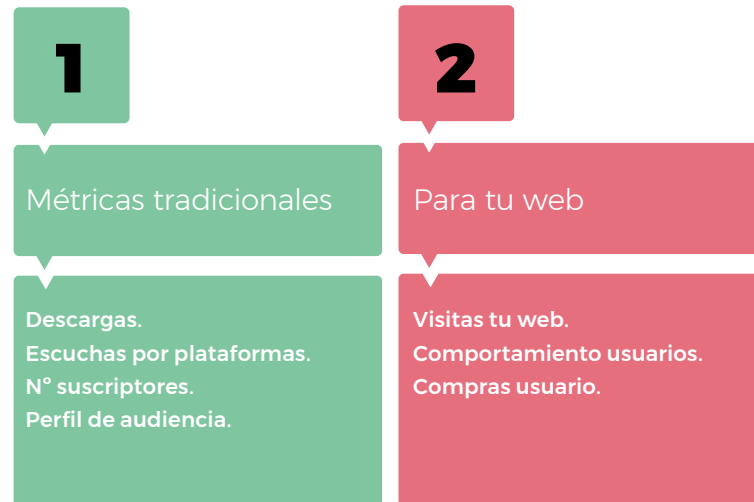 1
Métricas tradicionales
Descargas.
Escuchas por plataformas.
Nº suscriptores.
Perfil de audiencia.
2
Para tu web
Visitas tu web.
Comportamiento usuarios.
Compras usuario.